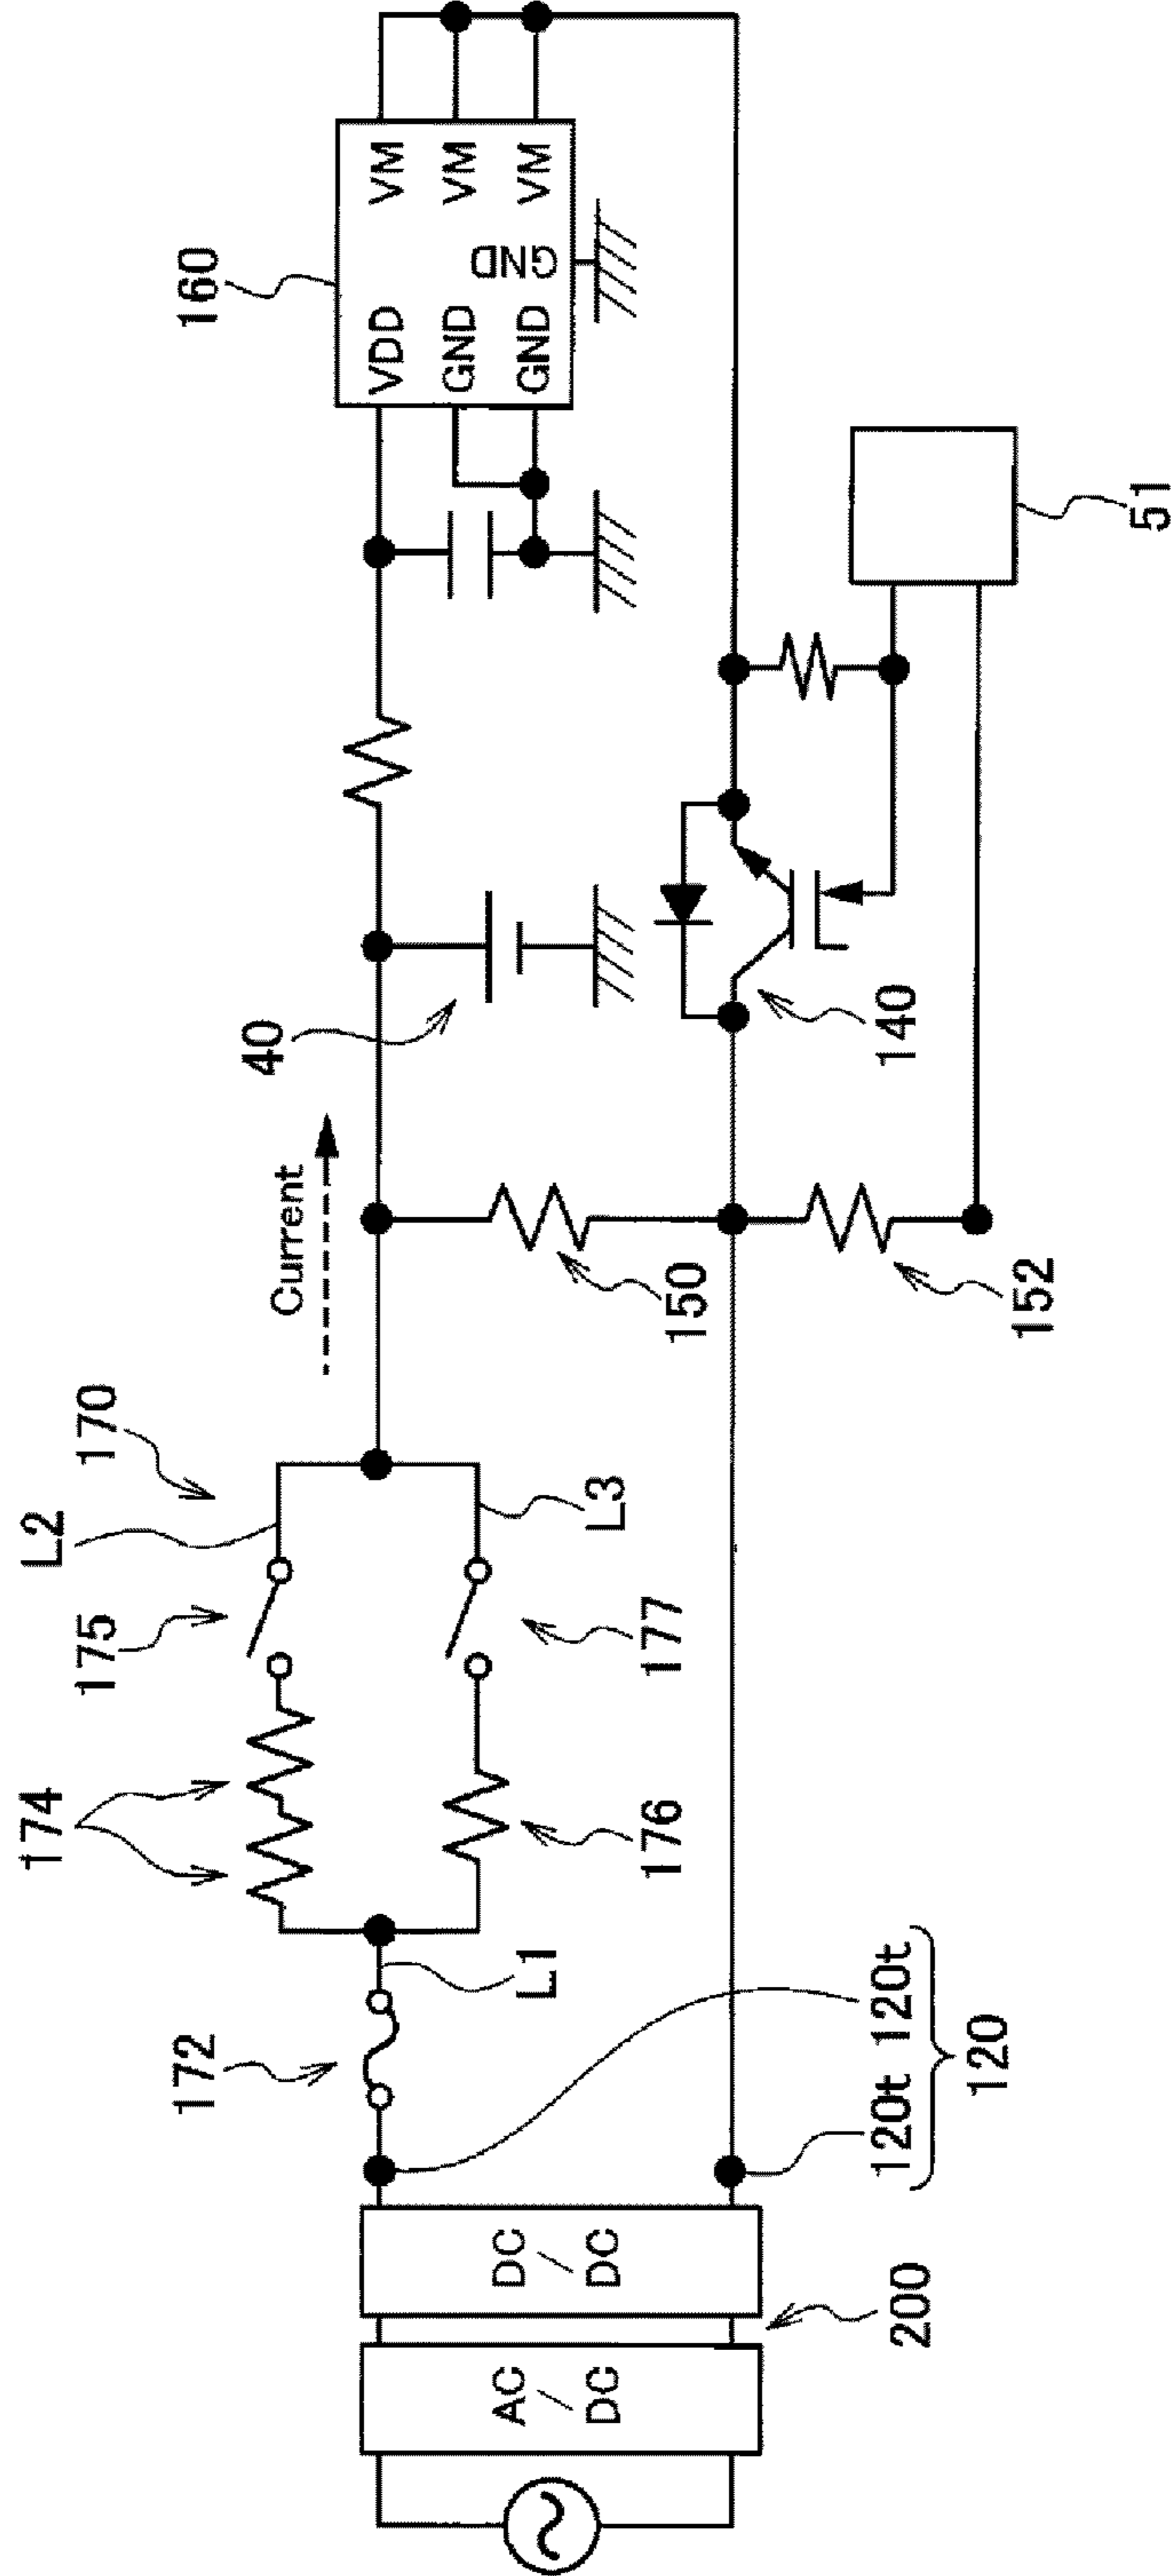 160
VDD
VM
GND
VM
GND
VM
GND
40
Current
51
140
150
152
170
L2
L3
175
177
174
176
L1
172
120t 120t
120
DC
/
DC
AC
/
DC
200